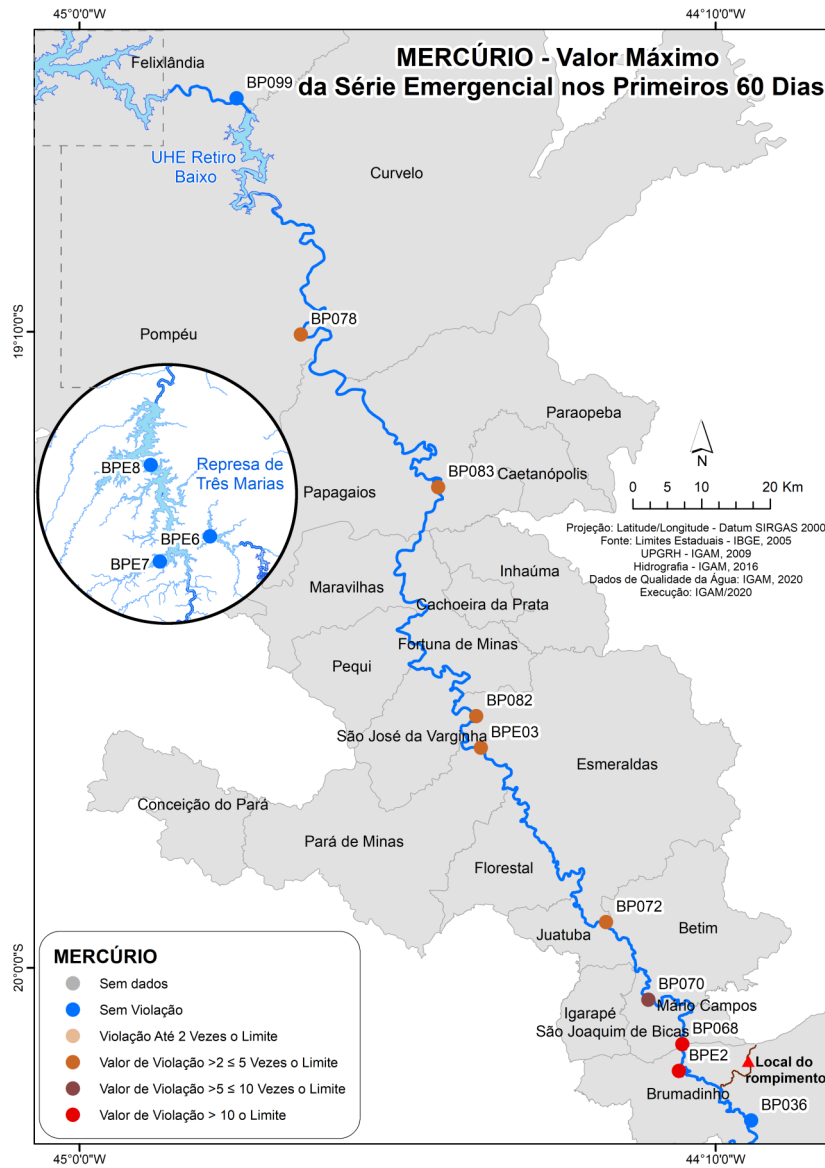 45°0'0"W
44°10'0"W
MERCÚRIO - Valor Máximo
da Série Emergencial nos Primeiros 60 Dias
Felixlândia
BP099
UHE Retiro
Baixo
Curvelo
19°10'0"S
BP078
Pompéu
Paraopeba
BP083
Caetanópolis
N
0 5 10 20 Km
BPE8
Represa de
Três Marias
Papagaios
BPE6
BPE7
Projeção: Latitude/Longitude - Datum SIRGAS 2000
Fonte: Limites Estaduais - IBGE, 2005
UPGRH - IGAM, 2009
Hidrografia - IGAM, 2016
Dados de Qualidade da Água: IGAM, 2020
Execução: IGAM/2020
Inhaúma
Maravilhas
Cachoeira da Prata
Fortuna de Minas
Pequi
BP082
São José da Varginha
BPE03
Esmeraldas
Conceição do Pará
Pará de Minas
Florestal
BP072
Juatuba
Betim
20°0'0"S
BP070
Mário Campos
Igarapé
São Joaquim de Bicas
BP068
BPE2
Local do
rompimento
Brumadinho
BP036
MERCÚRIO
Sem dados
Sem Violação
Violação Até 2 Vezes o Limite
Valor de Violação >2 ≤ 5 Vezes o Limite
Valor de Violação >5 ≤ 10 Vezes o Limite
Valor de Violação > 10 o Limite
45°0'0"W
44°10'0"W